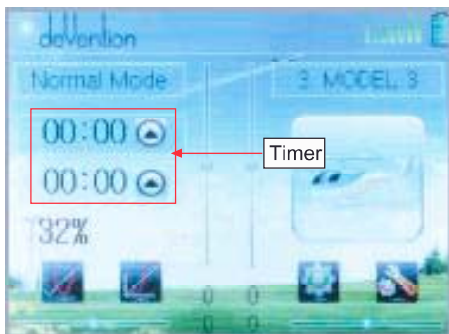 deVention
Normal Mode
3 MODEL 3
00:00
00:00
Timer
32%
0 0
0 0